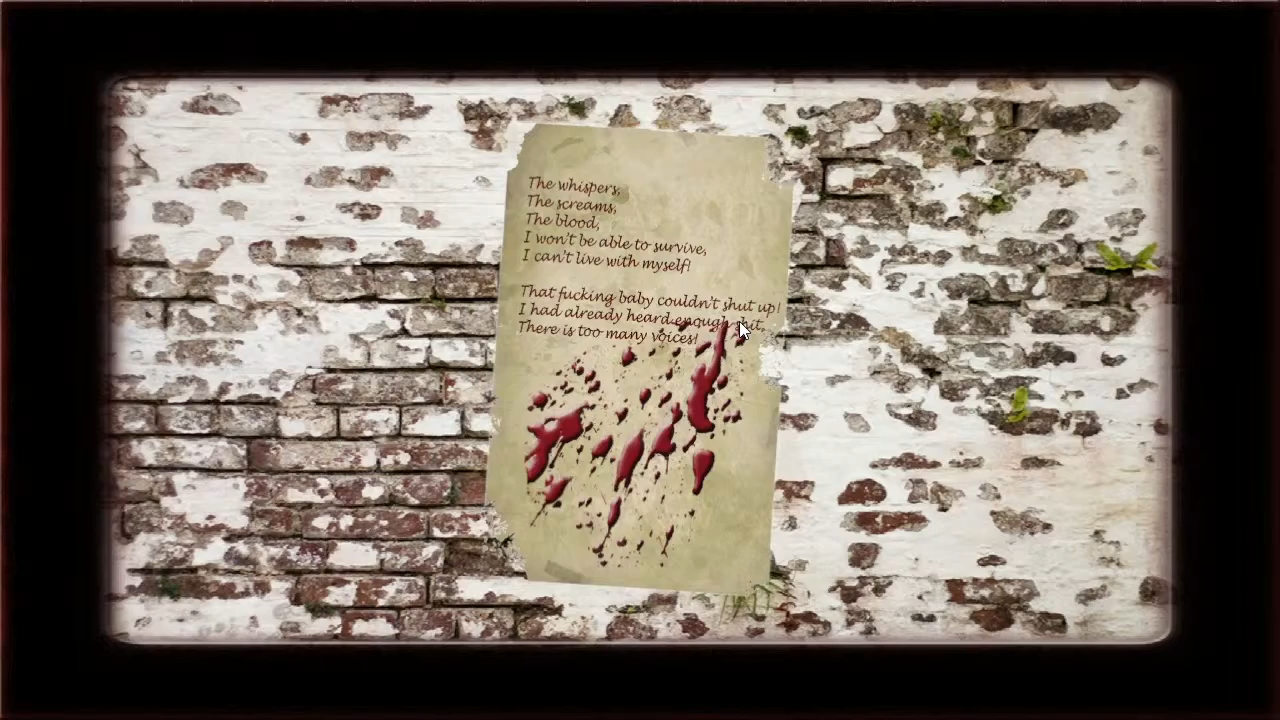 The whispers,
The screams,
The blood,
I won't be able to survive,
I can't live with myself!
That fucking baby couldn't shut up!
I had already heard enough shit,
There is too many voices!